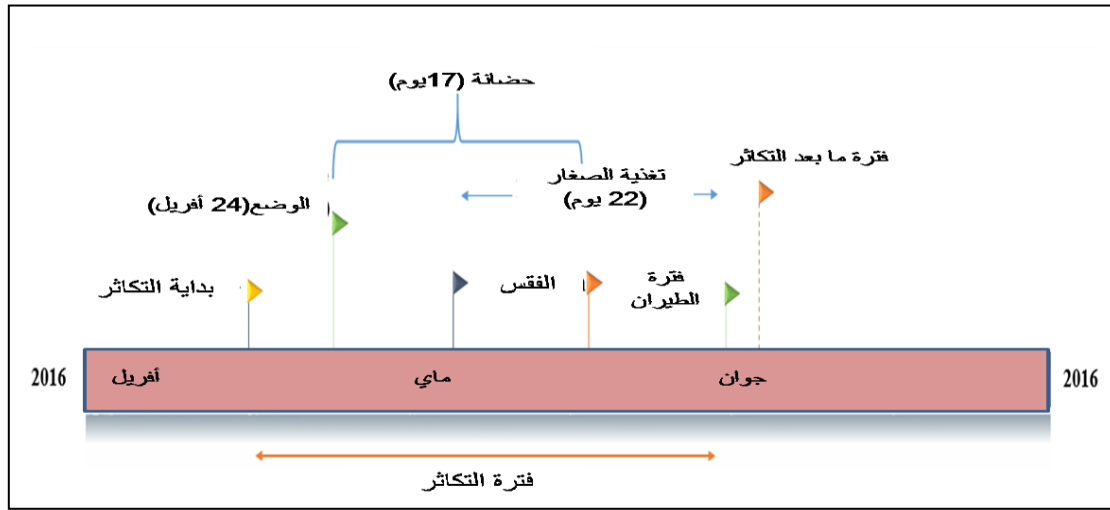 حضانة (17يوم)
فترة ما بعد التكاثر
تغذية الصغار
(22 يوم)
الوضع(24 أفريل)
فترة
الطيران
الفقس
بداية التكاثر
2016
أفريل
ماي
جوان
2016
فترة التكاثر